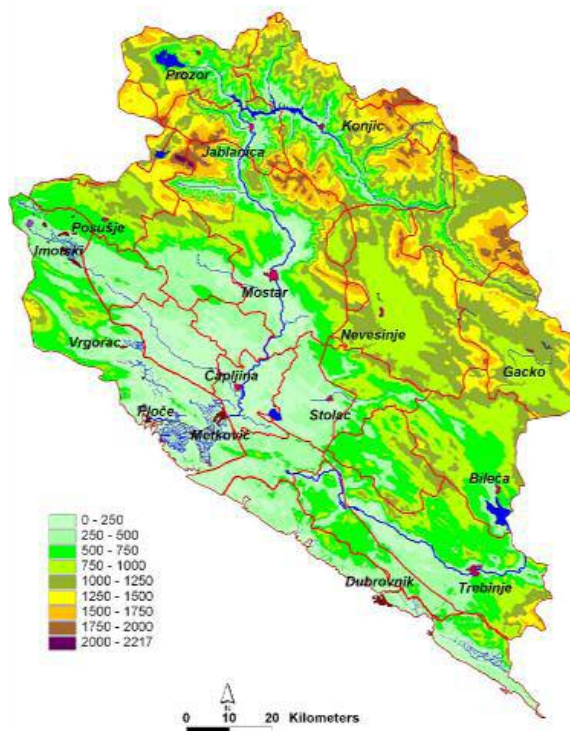 Prozor
Konjic
Jablanica
Posušje
Imotski
Mostar
Nevesinje
Vrgorac
Čapljina
Gacko
Ploče
Stolac
Metković
Bileća
Dubrovnik
Trebinje
0 - 250
250 - 500
500 - 750
750 - 1000
1000 - 1250
1250 - 1500
1500 - 1750
1750 - 2000
2000 - 2217
N
0 10 20 Kilometers